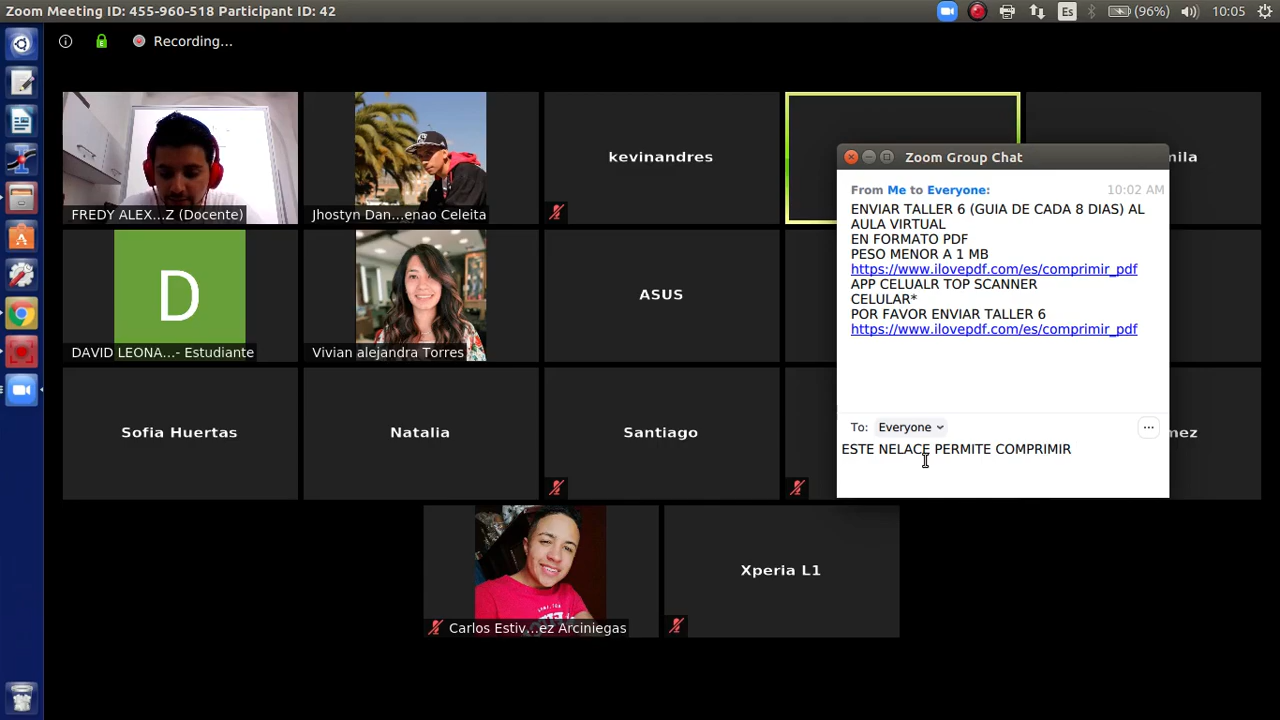 Zoom Meeting ID: 455-960-518 Participant ID: 42
Es
(96%)
10:05
Recording...
FREDY ALEX...Z (Docente)
Jhostyn Dan...enao Celeita
kevinandres
mila
D
DAVID LEONA...- Estudiante
Vivian alejandra Torres
ASUS
Sofia Huertas
Natalia
Santiago
mez
Carlos Estiv...ez Arciniegas
Xperia L1
Zoom Group Chat
From Me to Everyone:
10:02 AM
ENVIAR TALLER 6 (GUIA DE CADA 8 DIAS) AL
AULA VIRTUAL
EN FORMATO PDF
PESO MENOR A 1 MB
https://www.ilovepdf.com/es/comprimir_pdf
APP CELUALR TOP SCANNER
CELULAR*
POR FAVOR ENVIAR TALLER 6
https://www.ilovepdf.com/es/comprimir_pdf
To: Everyone
ESTE NELACE PERMITE COMPRIMIR